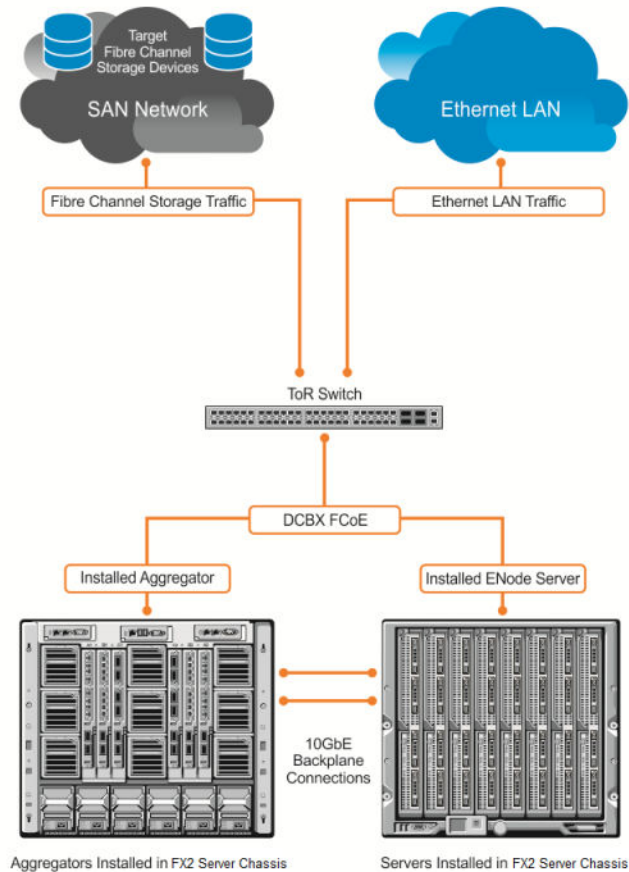 Target
Fibre Channel
Storage Devices
SAN Network
Ethernet LAN
Fibre Channel Storage Traffic
Ethernet LAN Traffic
ToR Switch
DCBX FCoE
Installed Aggregator
Installed ENode Server
10GbE
Backplane
Connections
Aggregators Installed in FX2 Server Chassis
Servers Installed in FX2 Server Chassis